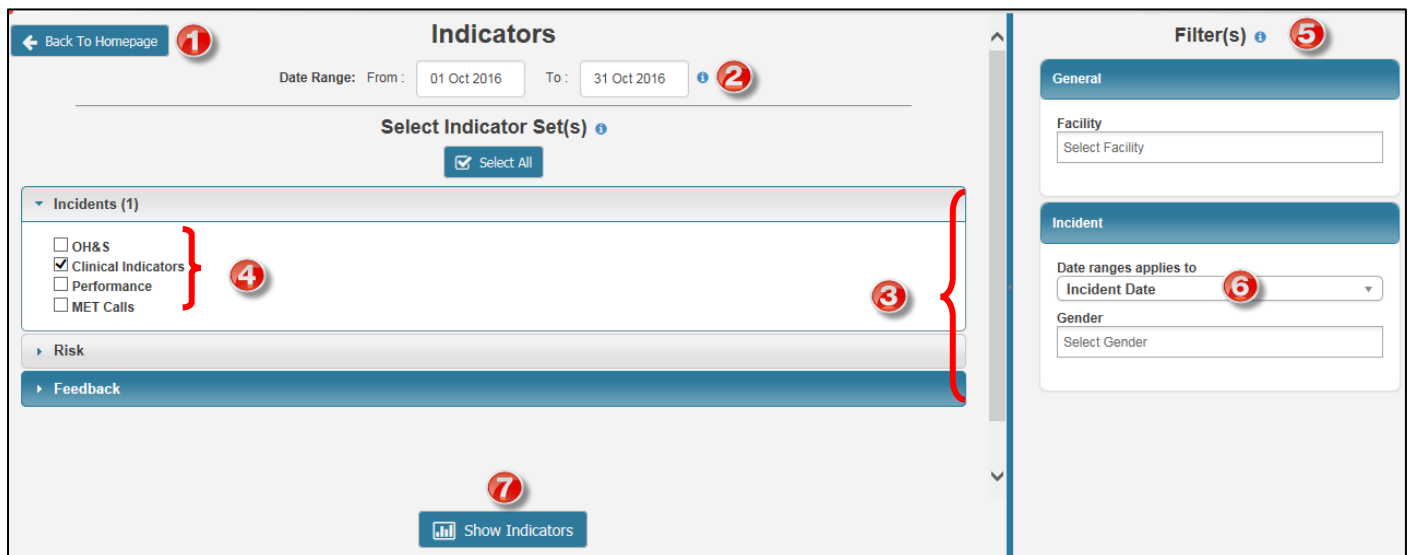 Back To Homepage
1
Indicators
Date Range: From : 01 Oct 2016 To : 31 Oct 2016
2
Select Indicator Set(s)
Select All
Incidents (1)
OH&S
Clinical Indicators
Performance
MET Calls
4
3
Risk
Feedback
7
Show Indicators
Filter(s)
5
General
Facility
Select Facility
Incident
Date ranges applies to
Incident Date
6
Gender
Select Gender